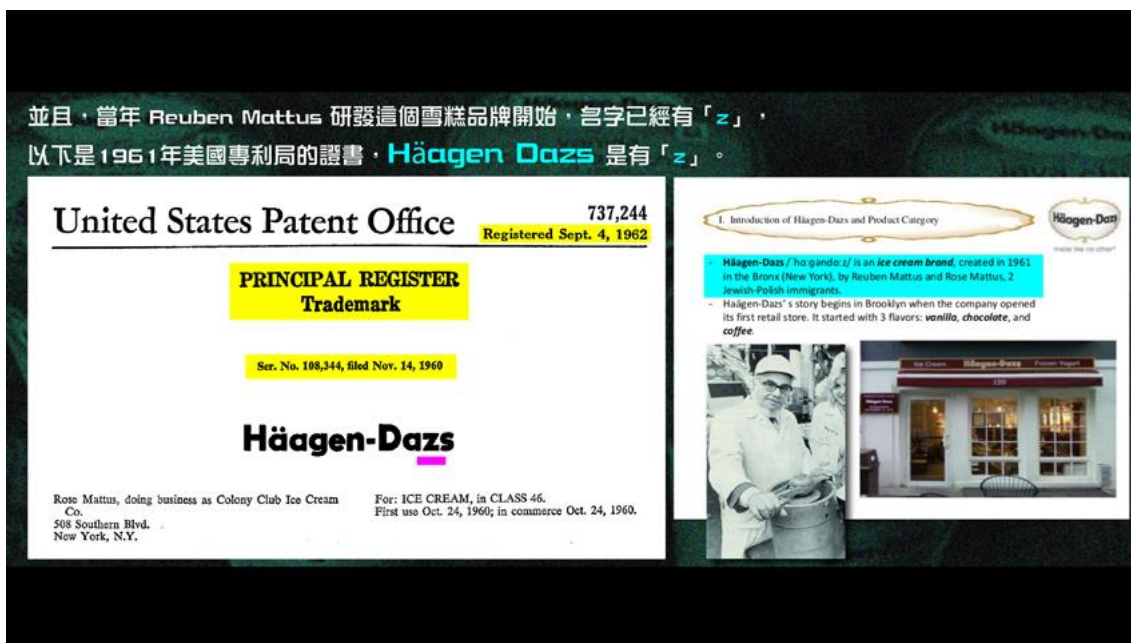 並且，當年 Reuben Mattus 研發這個雪糕品牌開始，名字已經有「z」，
以下是1961年美國專利局的證書，Häagen Dazs 是有「z」。
United States Patent Office
737,244
Registered Sept. 4, 1962
PRINCIPAL REGISTER
Trademark
Ser. No. 108,344, filed Nov. 14, 1960
Häagen-Dazs
Rose Mattus, doing business as Colony Club Ice Cream
Co.
508 Southern Blvd.
New York, N.Y.
For: ICE CREAM, in CLASS 46.
First use Oct. 24, 1960; in commerce Oct. 24, 1960.
I. Introduction of Häagen-Dazs and Product Category
Häagen-Dazs
made like no other®
- Häagen-Dazs /ˈhɑːɡəndɑːz/ is an ice cream brand, created in 1961
in the Bronx (New York), by Reuben Mattus and Rose Mattus, 2
Jewish-Polish immigrants.
- Haägen-Dazs' s story begins in Brooklyn when the company opened
its first retail store. It started with 3 flavors: vanilla, chocolate, and
coffee.
Ice Cream Häagen-Dazs Frozen Yogurt
120